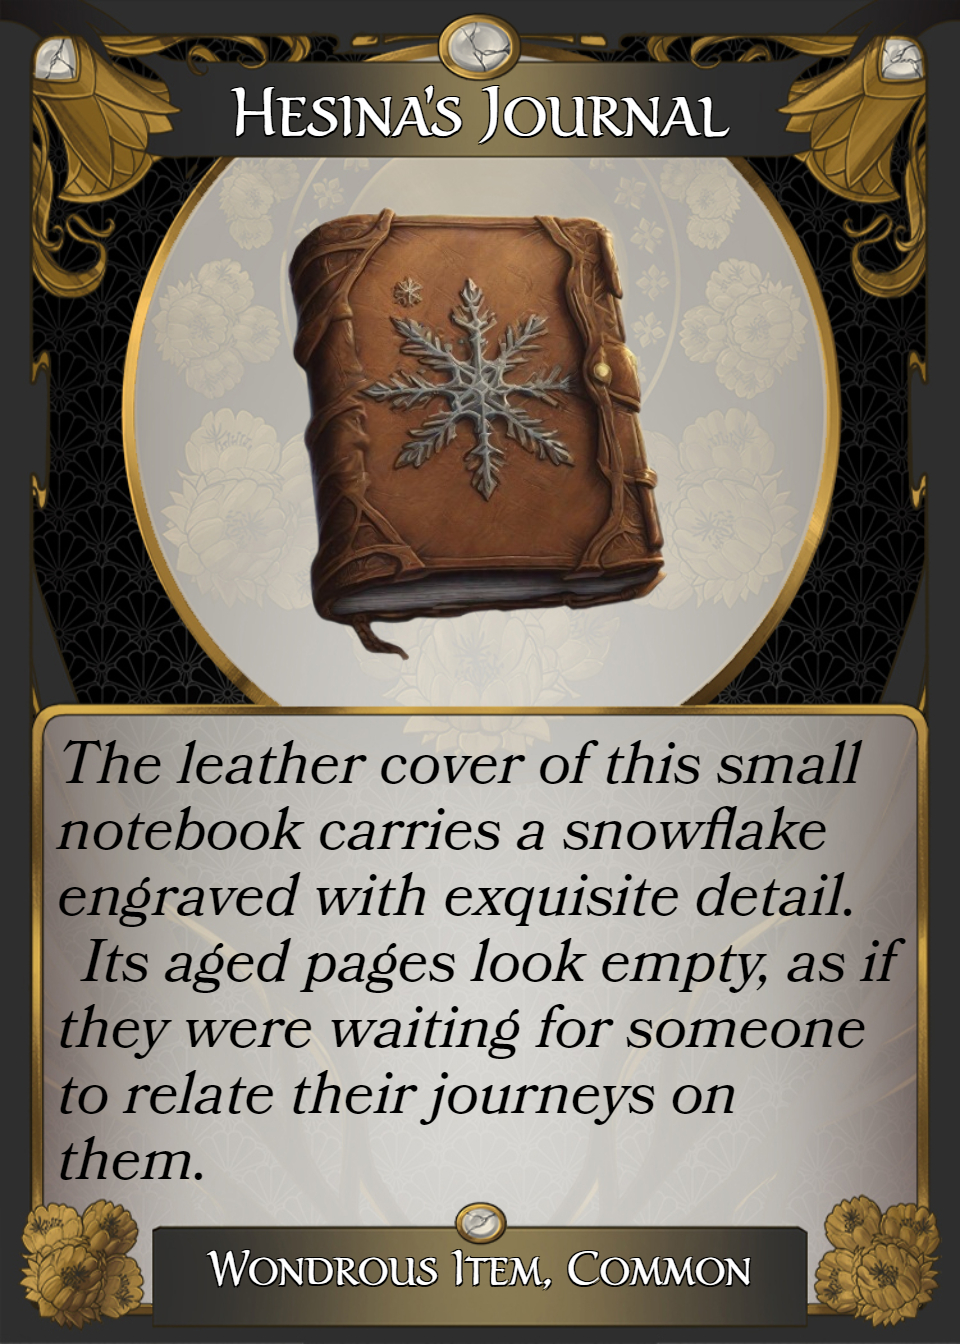 Hesina's Journal
The leather cover of this small
notebook carries a snowflake
engraved with exquisite detail.
Its aged pages look empty, as if
they were waiting for someone
to relate their journeys on
them.
Wondrous Item, Common